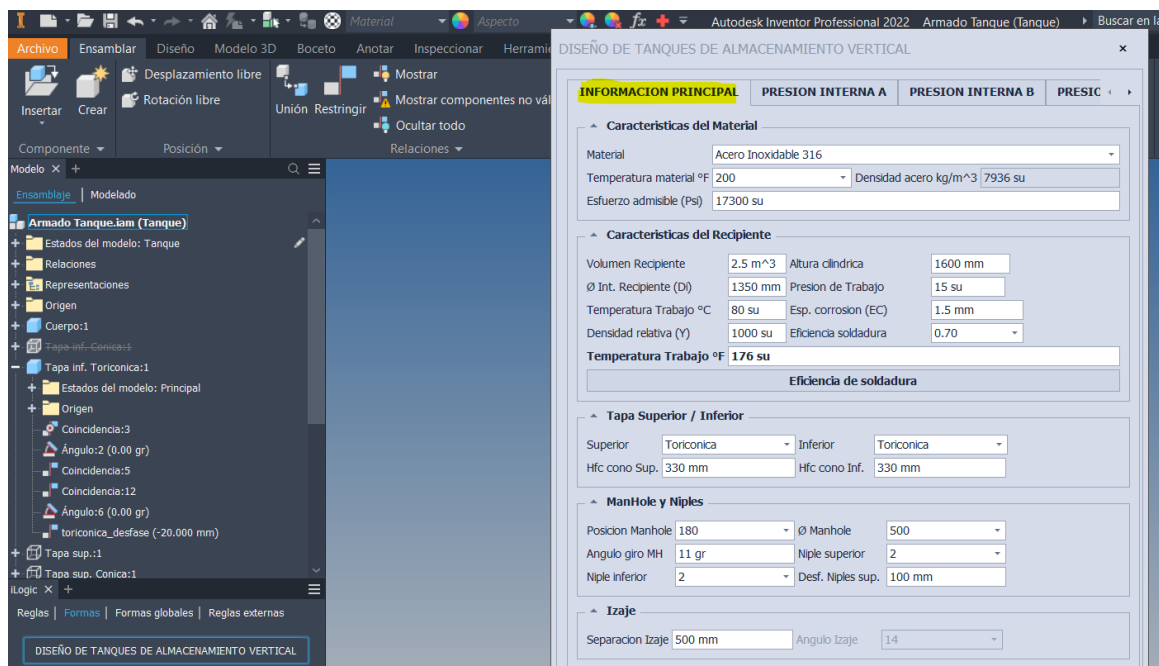 Material Aspecto fx Autodesk Inventor Professional 2022 Armado Tanque (Tanque) Buscar en la
Archivo Ensamblar Diseño Modelo 3D Boceto Anotar Inspeccionar Herramie
Insertar Crear
Desplazamiento libre
Rotación libre
Unión Restringir
Mostrar
Mostrar componentes no vál
Ocultar todo
Componente Posición Relaciones
Modelo × +
Ensamblaje | Modelado
Armado Tanque.iam (Tanque)
Estados del modelo: Tanque
Relaciones
Representaciones
Origen
Cuerpo:1
Tapa inf. Conica:1
Tapa inf. Toriconica:1
Estados del modelo: Principal
Origen
Coincidencia:3
Ángulo:2 (0.00 gr)
Coincidencia:5
Coincidencia:12
Ángulo:6 (0.00 gr)
toriconica_desfase (-20.000 mm)
Tapa sup.:1
Tapa sup. Conica:1
iLogic × +
Reglas | Formas | Formas globales | Reglas externas
DISEÑO DE TANQUES DE ALMACENAMIENTO VERTICAL
DISEÑO DE TANQUES DE ALMACENAMIENTO VERTICAL ×
INFORMACION PRINCIPAL PRESION INTERNA A PRESION INTERNA B PRESIC
Caracteristicas del Material
Material Acero Inoxidable 316
Temperatura material ºF 200 Densidad acero kg/m^3 7936 su
Esfuerzo admisible (Psi) 17300 su
Caracteristicas del Recipiente
Volumen Recipiente 2.5 m^3 Altura cilindrica 1600 mm
Ø Int. Recipiente (Di) 1350 mm Presion de Trabajo 15 su
Temperatura Trabajo ºC 80 su Esp. corrosion (EC) 1.5 mm
Densidad relativa (Y) 1000 su Eficiencia soldadura 0.70
Temperatura Trabajo ºF 176 su
Eficiencia de soldadura
Tapa Superior / Inferior
Superior Toriconica Inferior Toriconica
Hfc cono Sup. 330 mm Hfc cono Inf. 330 mm
ManHole y Niples
Posicion Manhole 180 Ø Manhole 500
Angulo giro MH 11 gr Niple superior 2
Niple inferior 2 Desf. Niples sup. 100 mm
Izaje
Separacion Izaje 500 mm Angulo Izaje 14